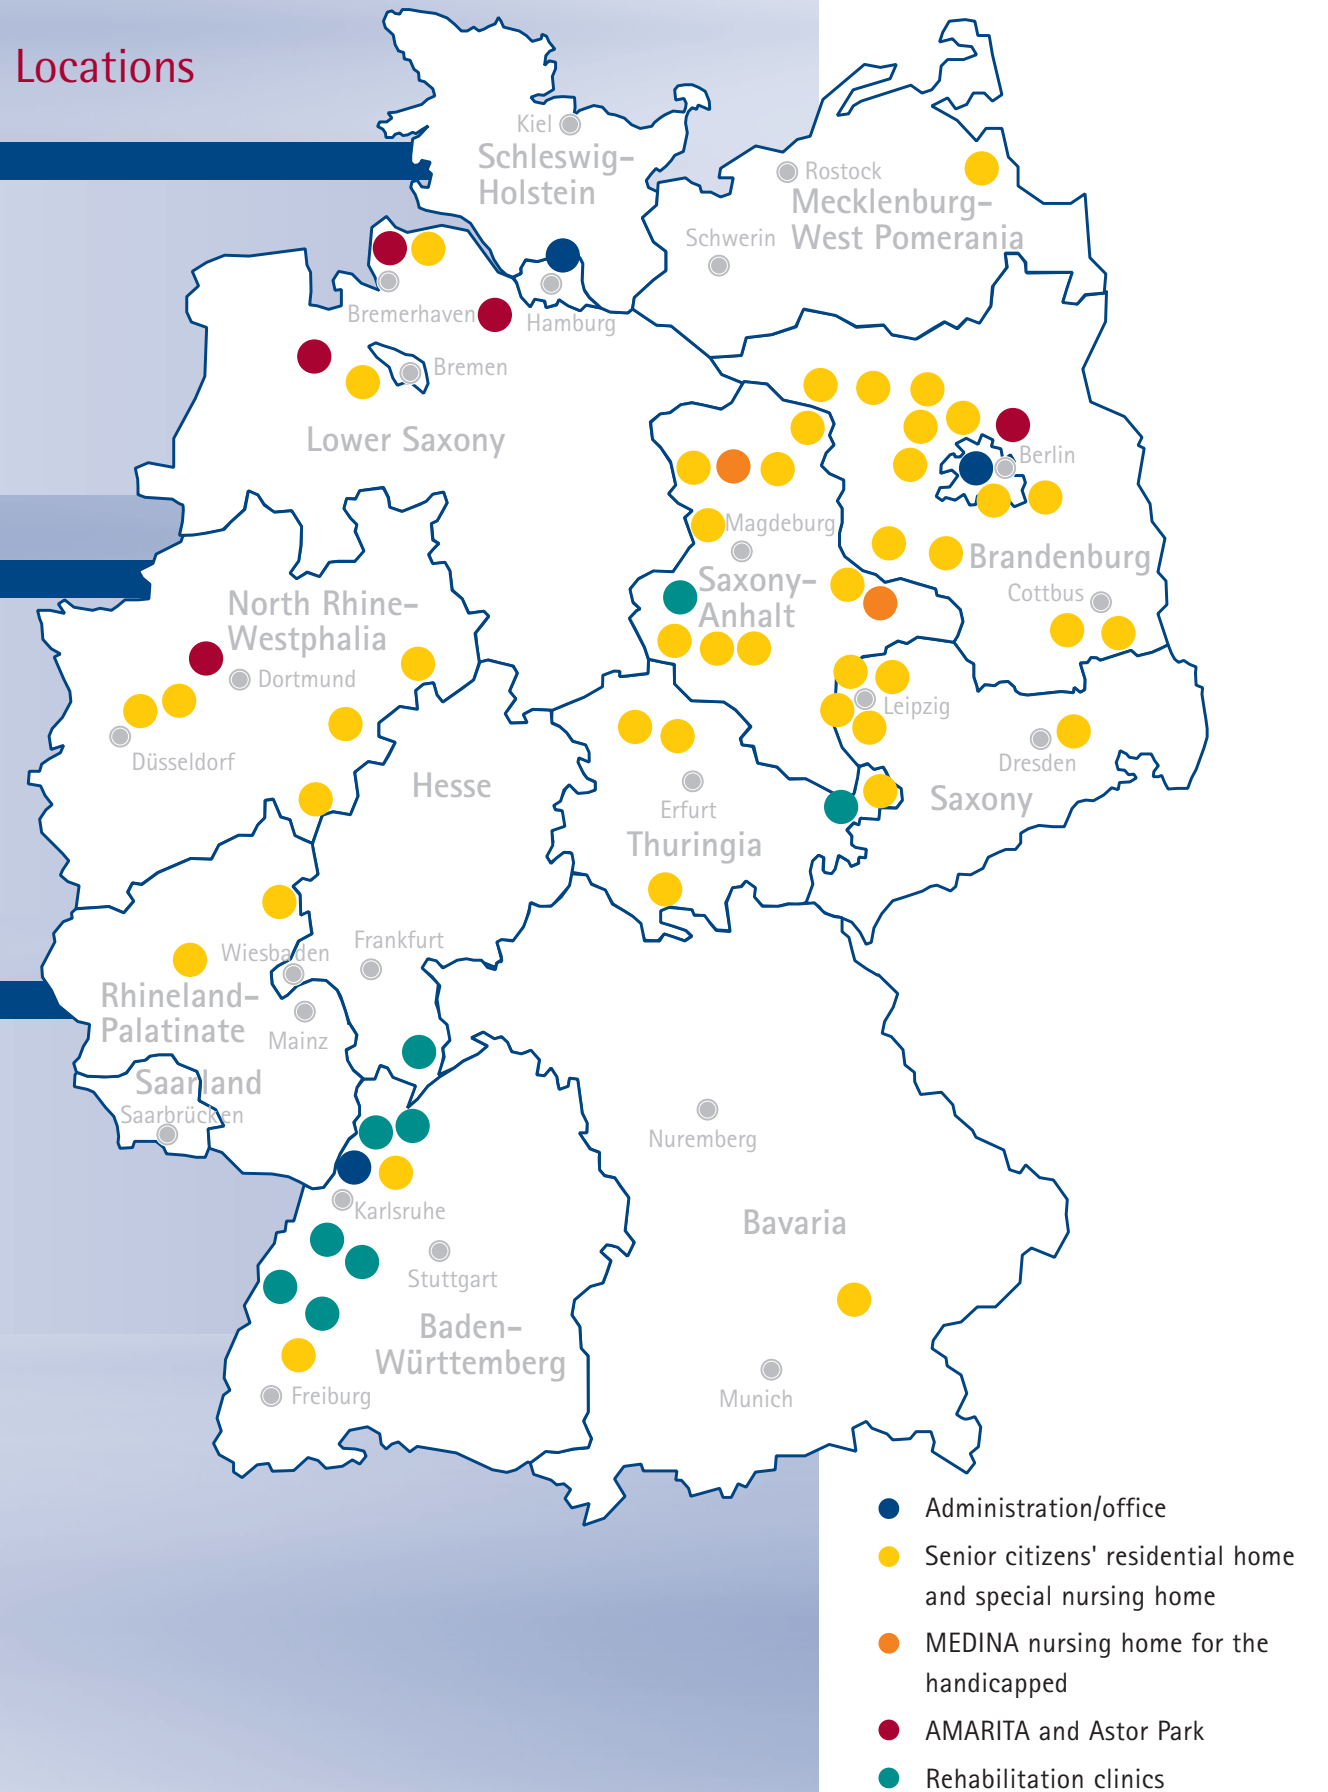 Locations
Kiel
Schleswig-
Holstein
Rostock
Mecklenburg-
West Pomerania
Schwerin
Bremerhaven
Hamburg
Bremen
Lower Saxony
Berlin
Magdeburg
Brandenburg
Saxony-
Anhalt
Cottbus
North Rhine-
Westphalia
Dortmund
Düsseldorf
Leipzig
Dresden
Saxony
Hesse
Erfurt
Thuringia
Wiesbaden
Frankfurt
Rhineland-
Palatinate
Mainz
Saarland
Saarbrücken
Nuremberg
Karlsruhe
Bavaria
Stuttgart
Baden-
Württemberg
Freiburg
Munich
Administration/office
Senior citizens' residential home
and special nursing home
MEDINA nursing home for the
handicapped
AMARITA and Astor Park
Rehabilitation clinics